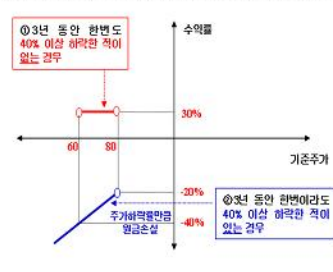 ①3년 동안 한번도
40% 이상 하락한 적이
있는 경우
수익률
30%
60
80
기준주가
-20%
주가하락률만큼
원금손실
-40%
②3년 동안 한번이라도
40% 이상 하락한 적이
있는 경우